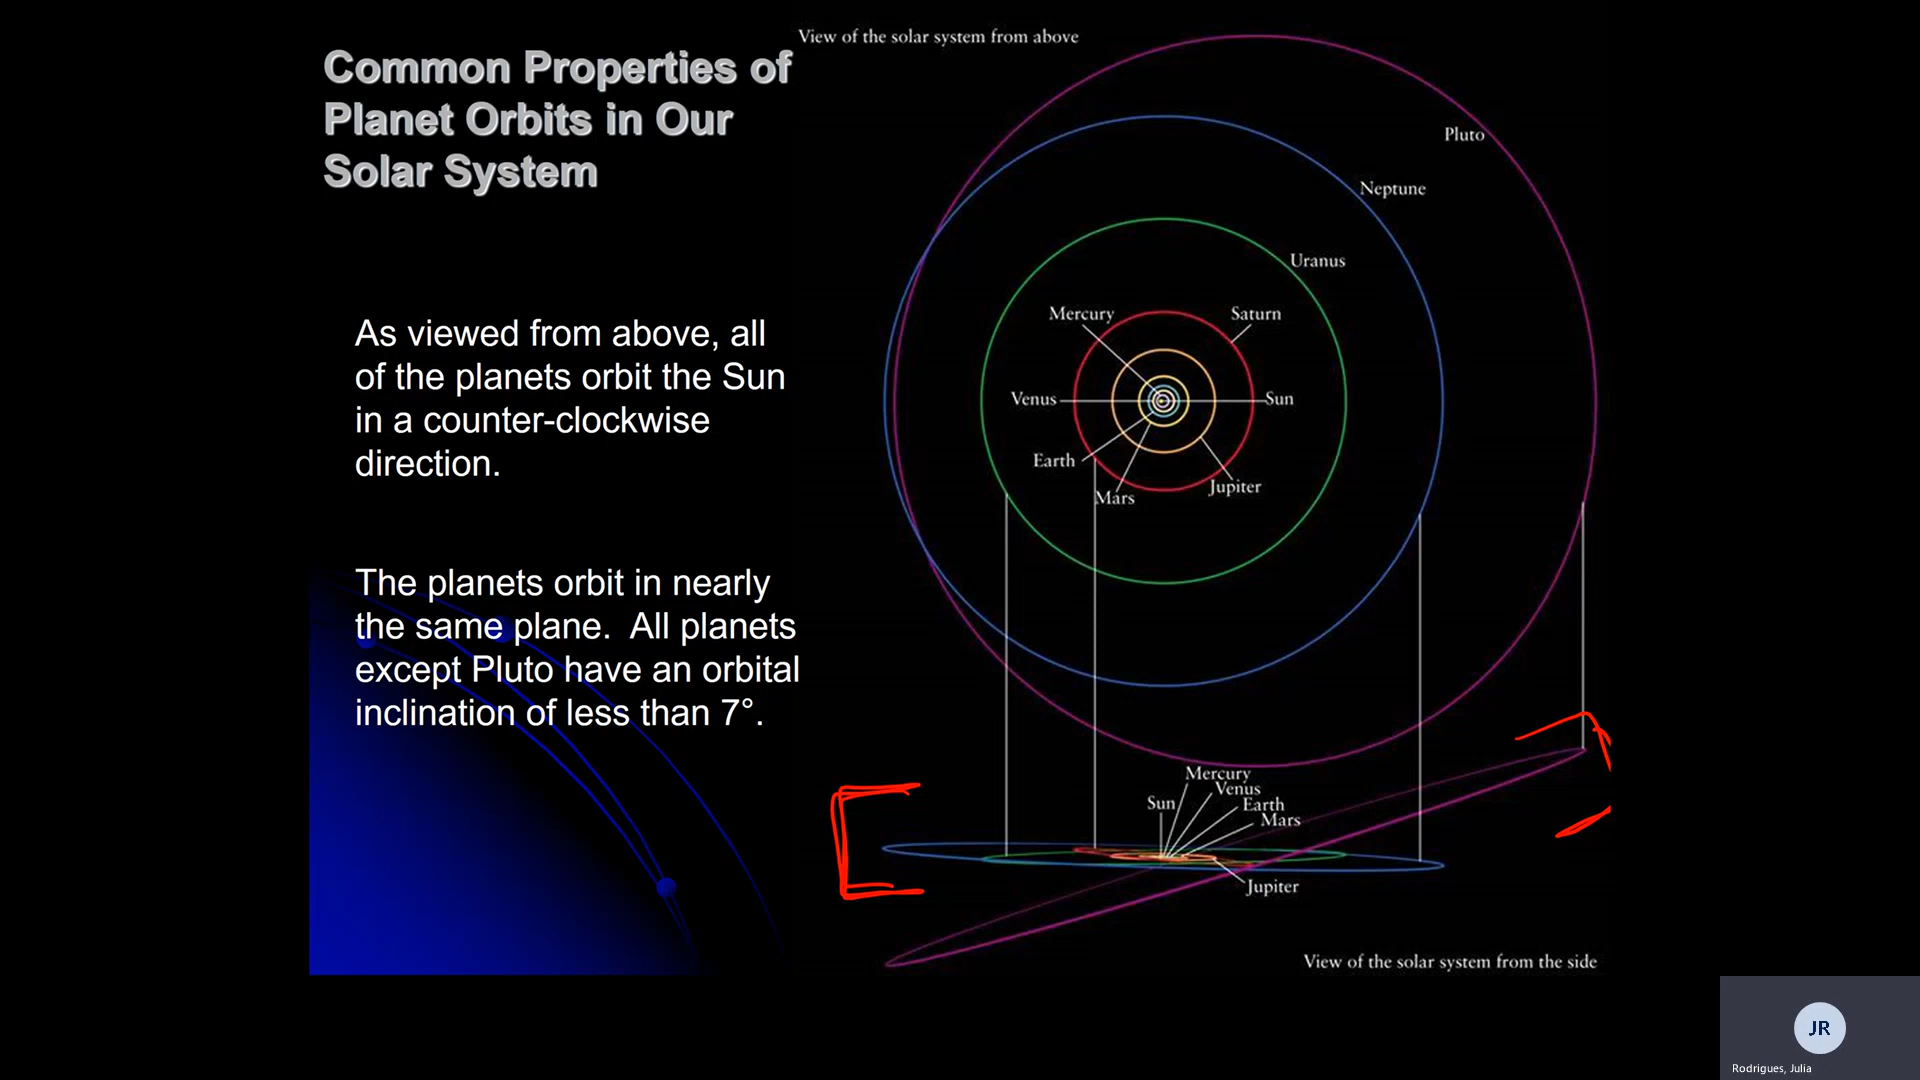 Common Properties of
Planet Orbits in Our
Solar System
As viewed from above, all
of the planets orbit the Sun
in a counter-clockwise
direction.
The planets orbit in nearly
the same plane.  All planets
except Pluto have an orbital
inclination of less than 7°.
View of the solar system from above
Pluto
Neptune
Uranus
Mercury
Saturn
Venus
Sun
Earth
Mars
Jupiter
Mercury
Venus
Sun
Earth
Mars
Jupiter
View of the solar system from the side
JR
Rodrigues, Julia